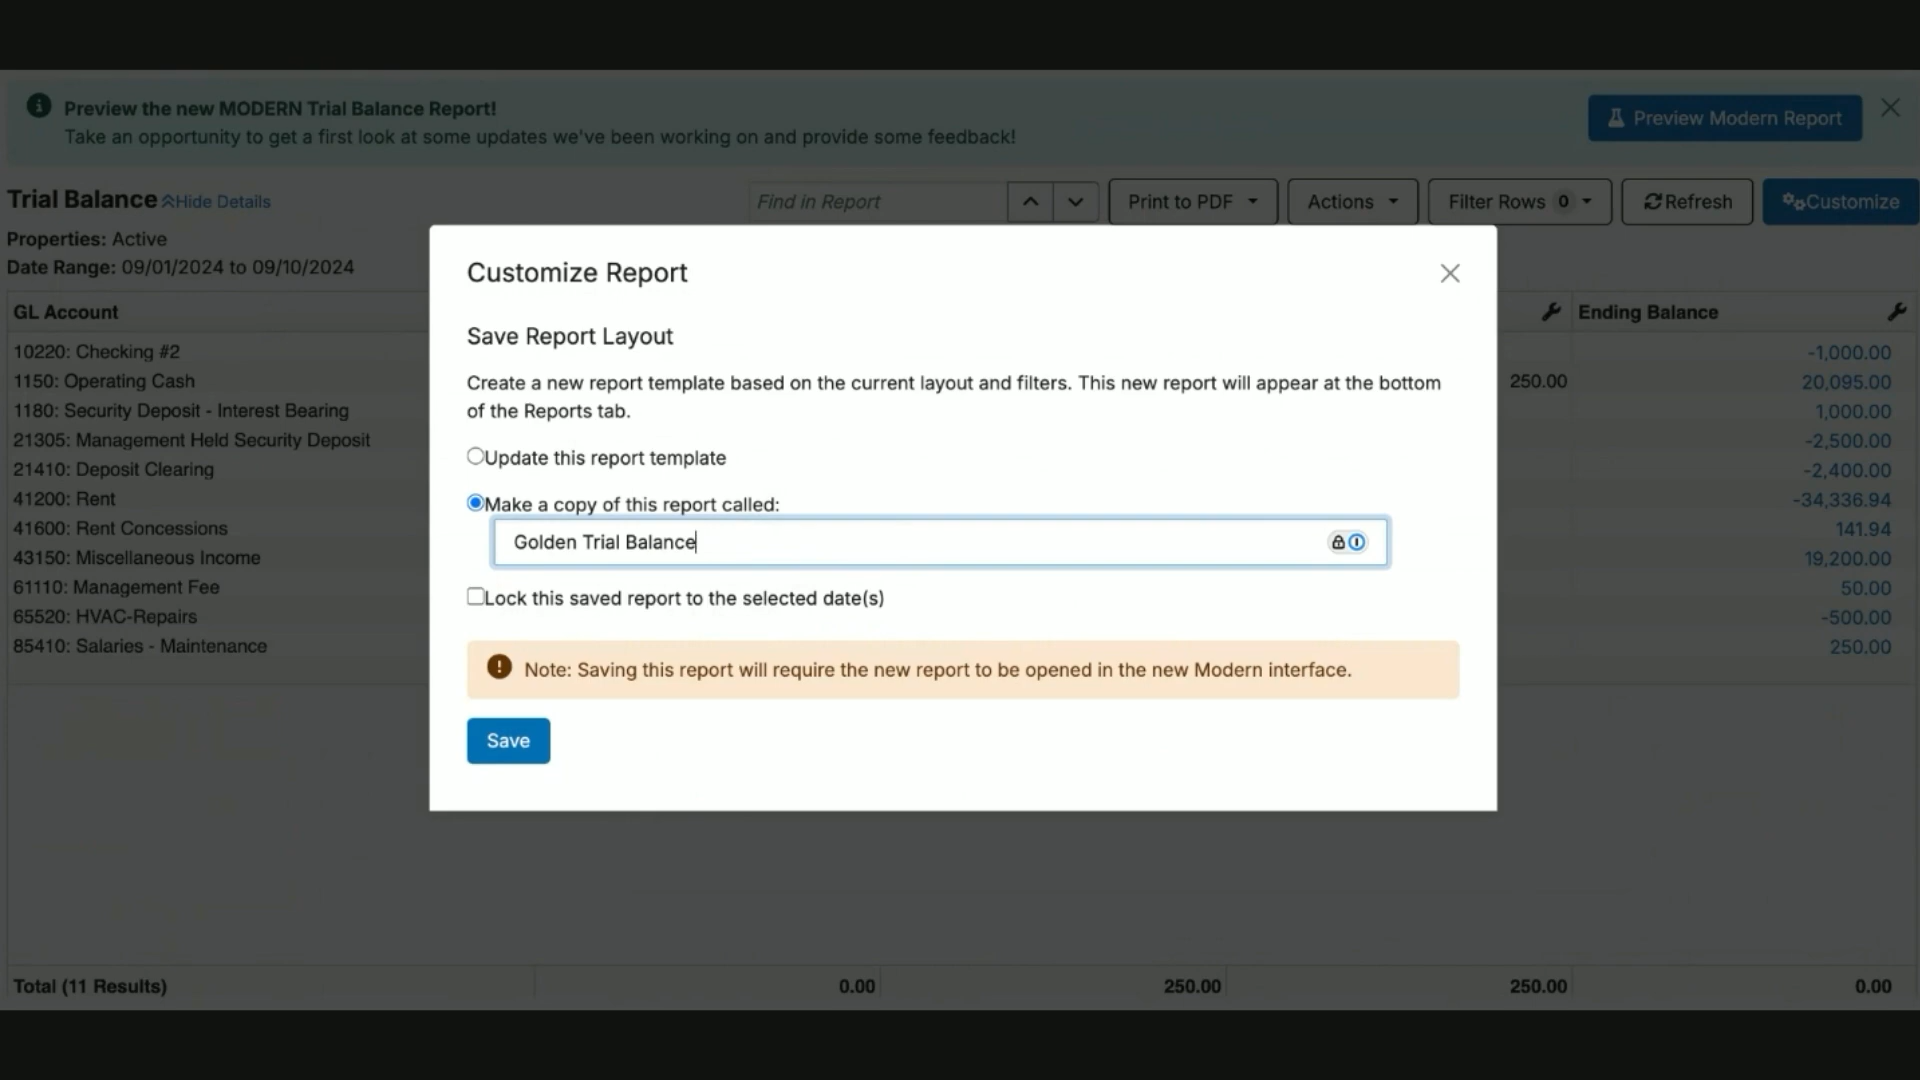 Preview the new MODERN Trial Balance Report!
Take an opportunity to get a first look at some updates we've been working on and provide some feedback!
Preview Modern Report
Trial Balance Hide Details
Find in Report
Print to PDF
Actions
Filter Rows 0
Refresh
Customize
Properties: Active
Date Range: 09/01/2024 to 09/10/2024
GL Account
Ending Balance
10220: Checking #2
-1,000.00
1150: Operating Cash
250.00
20,095.00
1180: Security Deposit - Interest Bearing
1,000.00
21305: Management Held Security Deposit
-2,500.00
21410: Deposit Clearing
-2,400.00
41200: Rent
-34,336.94
41600: Rent Concessions
141.94
43150: Miscellaneous Income
19,200.00
61110: Management Fee
50.00
65520: HVAC-Repairs
-500.00
85410: Salaries - Maintenance
250.00
Total (11 Results)
0.00
250.00
250.00
0.00
Customize Report
Save Report Layout
Create a new report template based on the current layout and filters. This new report will appear at the bottom
of the Reports tab.
Update this report template
Make a copy of this report called:
Golden Trial Balance
Lock this saved report to the selected date(s)
Note: Saving this report will require the new report to be opened in the new Modern interface.
Save